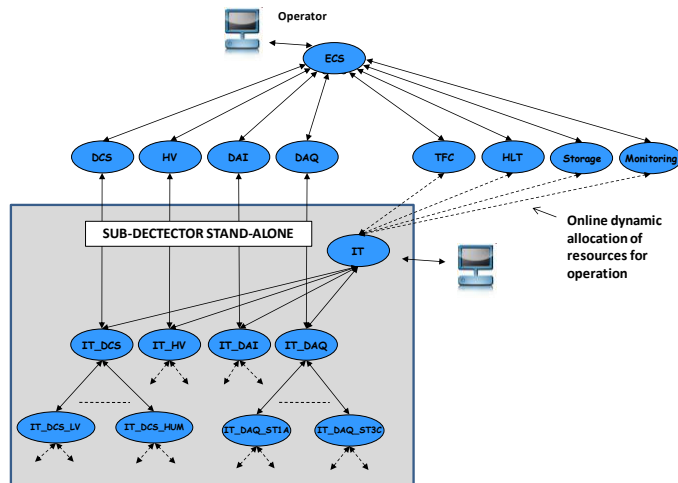 Operator
ECS
DCS
HV
DAI
DAQ
TFC
HLT
Storage
Monitoring
SUB-DECTECTOR STAND-ALONE
Online dynamic
allocation of
resources for
operation
IT
IT_DCS
IT_HV
IT_DAI
IT_DAQ
IT_DCS_LV
IT_DCS_HUM
IT_DAQ_ST1A
IT_DAQ_ST3C